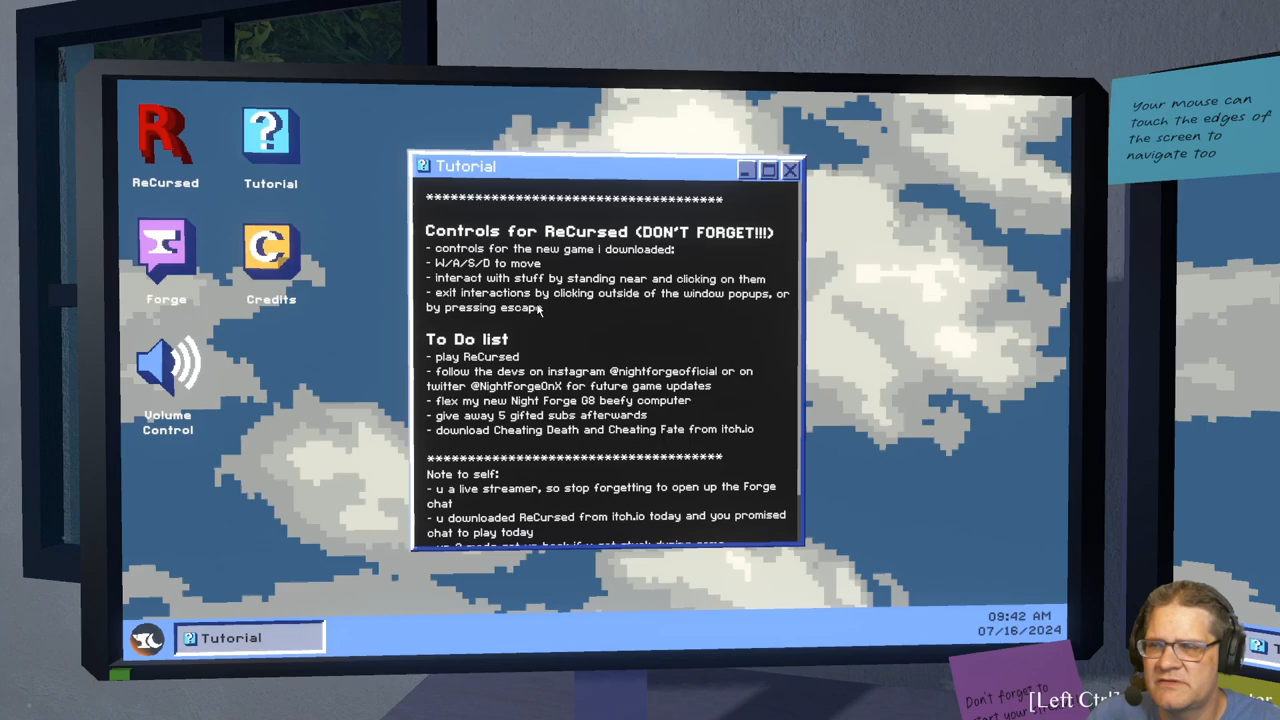 Your mouse can
touch the edges of
the screen to
navigate too
ReCursed
Tutorial
Forge
Credits
Volume
Control
Tutorial
***********************************
Controls for ReCursed (DON'T FORGET!!!)
- controls for the new game i downloaded:
- W/A/S/D to move
- interact with stuff by standing near and clicking on them
- exit interactions by clicking outside of the window popups, or
by pressing escape
To Do list
- play ReCursed
- follow the devs on instagram @nightforgeofficial or on
twitter @NightForgeOnX for future game updates
- flex my new Night Forge G8 beefy computer
- give away 5 gifted subs afterwards
- download Cheating Death and Cheating Fate from itch.io
***********************************
Note to self:
- u a live streamer, so stop forgetting to open up the Forge
chat
- u downloaded ReCursed from itch.io today and you promised
chat to play today
Tutorial
09:42 AM
07/16/2024
Don't forget to
start your
[Left Ctrl]